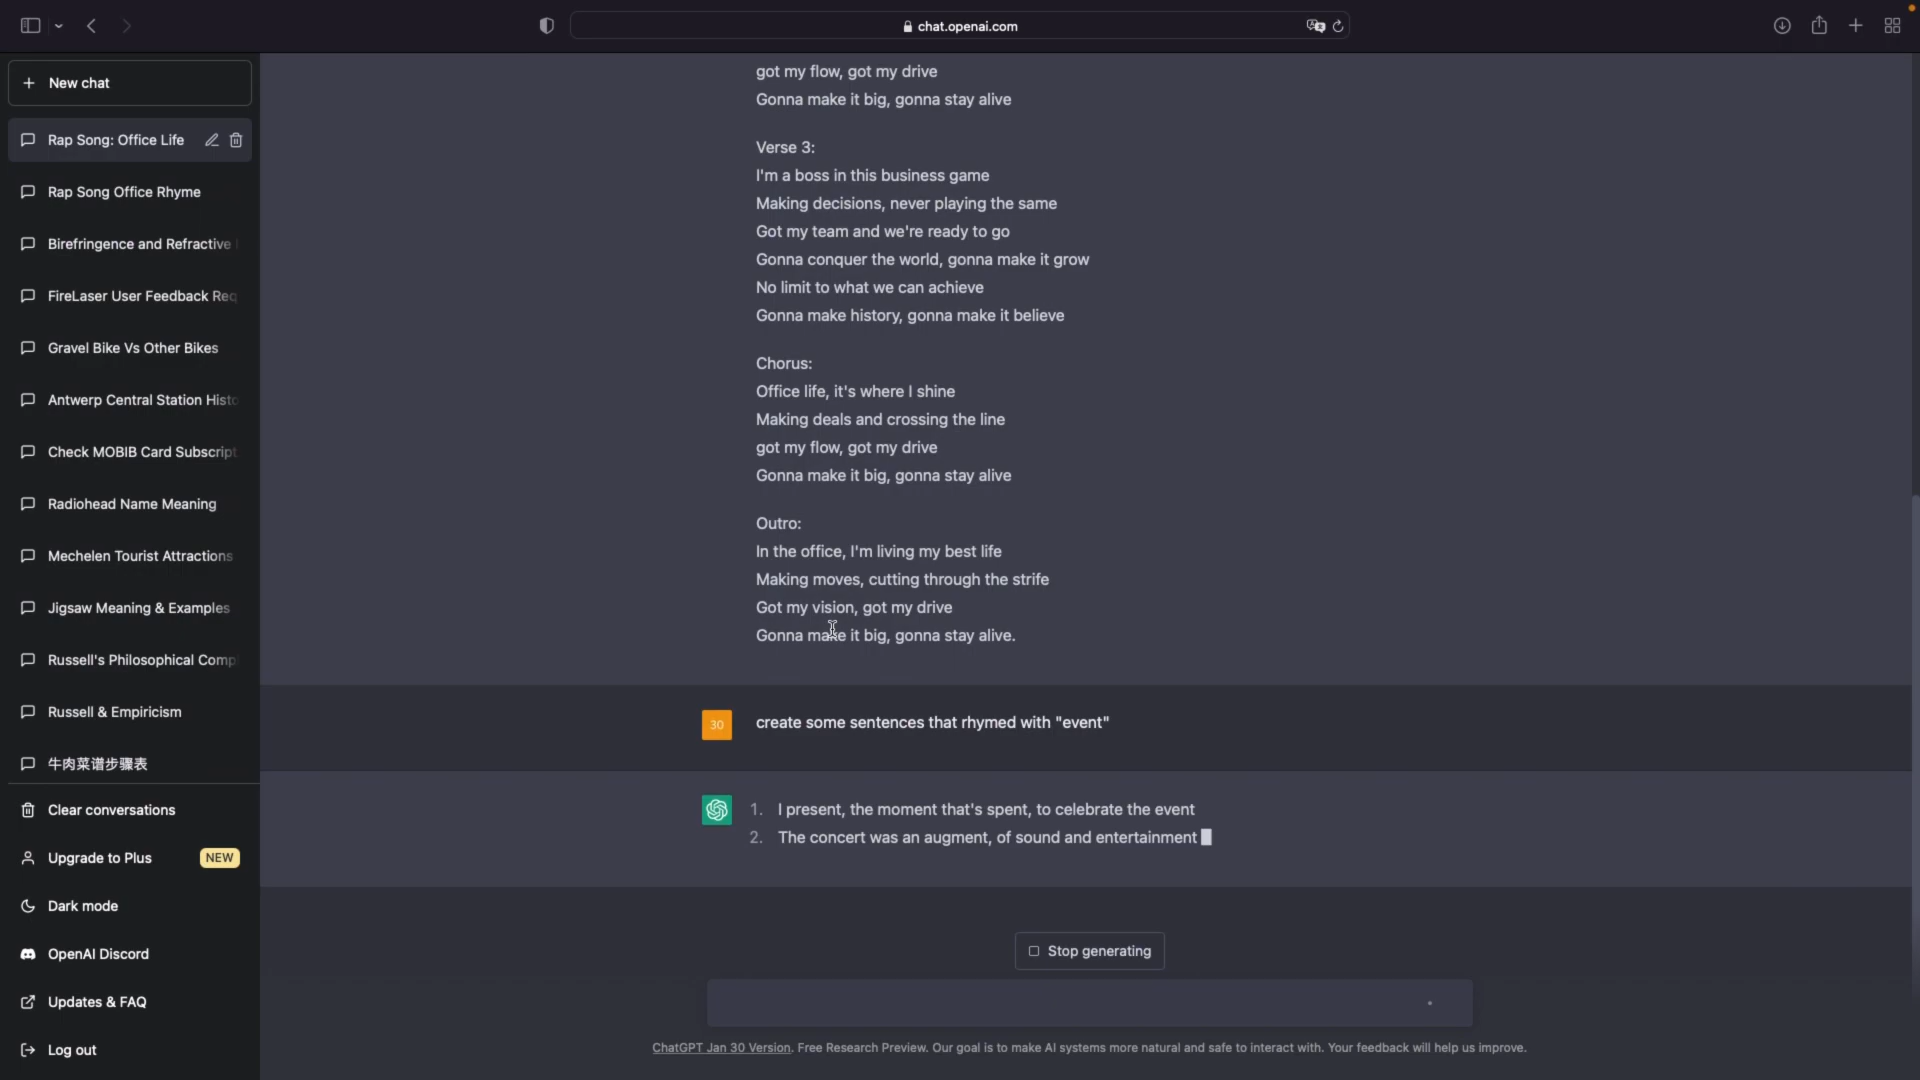 chat.openai.com
New chat
Rap Song: Office Life
Rap Song Office Rhyme
Birefringence and Refractive
FireLaser User Feedback Req
Gravel Bike Vs Other Bikes
Antwerp Central Station Histo
Check MOBIB Card Subscript
Radiohead Name Meaning
Mechelen Tourist Attractions
Jigsaw Meaning & Examples
Russell's Philosophical Comp
Russell & Empiricism
牛肉菜谱步骤表
Clear conversations
Upgrade to Plus NEW
Dark mode
OpenAI Discord
Updates & FAQ
Log out
got my flow, got my drive
Gonna make it big, gonna stay alive
Verse 3:
I'm a boss in this business game
Making decisions, never playing the same
Got my team and we're ready to go
Gonna conquer the world, gonna make it grow
No limit to what we can achieve
Gonna make history, gonna make it believe
Chorus:
Office life, it's where I shine
Making deals and crossing the line
got my flow, got my drive
Gonna make it big, gonna stay alive
Outro:
In the office, I'm living my best life
Making moves, cutting through the strife
Got my vision, got my drive
Gonna make it big, gonna stay alive.
30 create some sentences that rhymed with "event"
1. I present, the moment that's spent, to celebrate the event
2. The concert was an augment, of sound and entertainment
Stop generating
ChatGPT Jan 30 Version. Free Research Preview. Our goal is to make AI systems more natural and safe to interact with. Your feedback will help us improve.